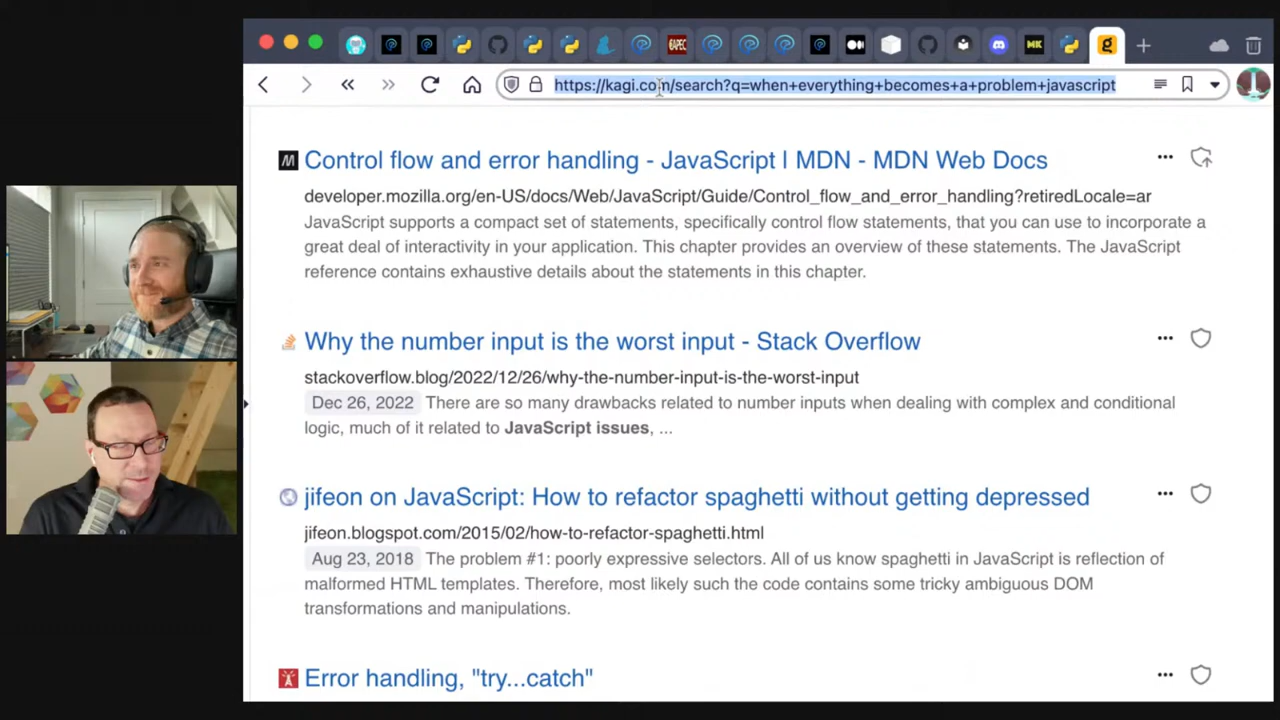 APEC
MK
g
https://kagi.com/search?q=when+everything+becomes+a+problem+javascript
Control flow and error handling - JavaScript | MDN - MDN Web Docs
developer.mozilla.org/en-US/docs/Web/JavaScript/Guide/Control_flow_and_error_handling?retiredLocale=ar
JavaScript supports a compact set of statements, specifically control flow statements, that you can use to incorporate a
great deal of interactivity in your application. This chapter provides an overview of these statements. The JavaScript
reference contains exhaustive details about the statements in this chapter.
Why the number input is the worst input - Stack Overflow
stackoverflow.blog/2022/12/26/why-the-number-input-is-the-worst-input
Dec 26, 2022 There are so many drawbacks related to number inputs when dealing with complex and conditional
logic, much of it related to JavaScript issues, ...
jifeon on JavaScript: How to refactor spaghetti without getting depressed
jifeon.blogspot.com/2015/02/how-to-refactor-spaghetti.html
Aug 23, 2018 The problem #1: poorly expressive selectors. All of us know spaghetti in JavaScript is reflection of
malformed HTML templates. Therefore, most likely such the code contains some tricky ambiguous DOM
transformations and manipulations.
Error handling, "try...catch"